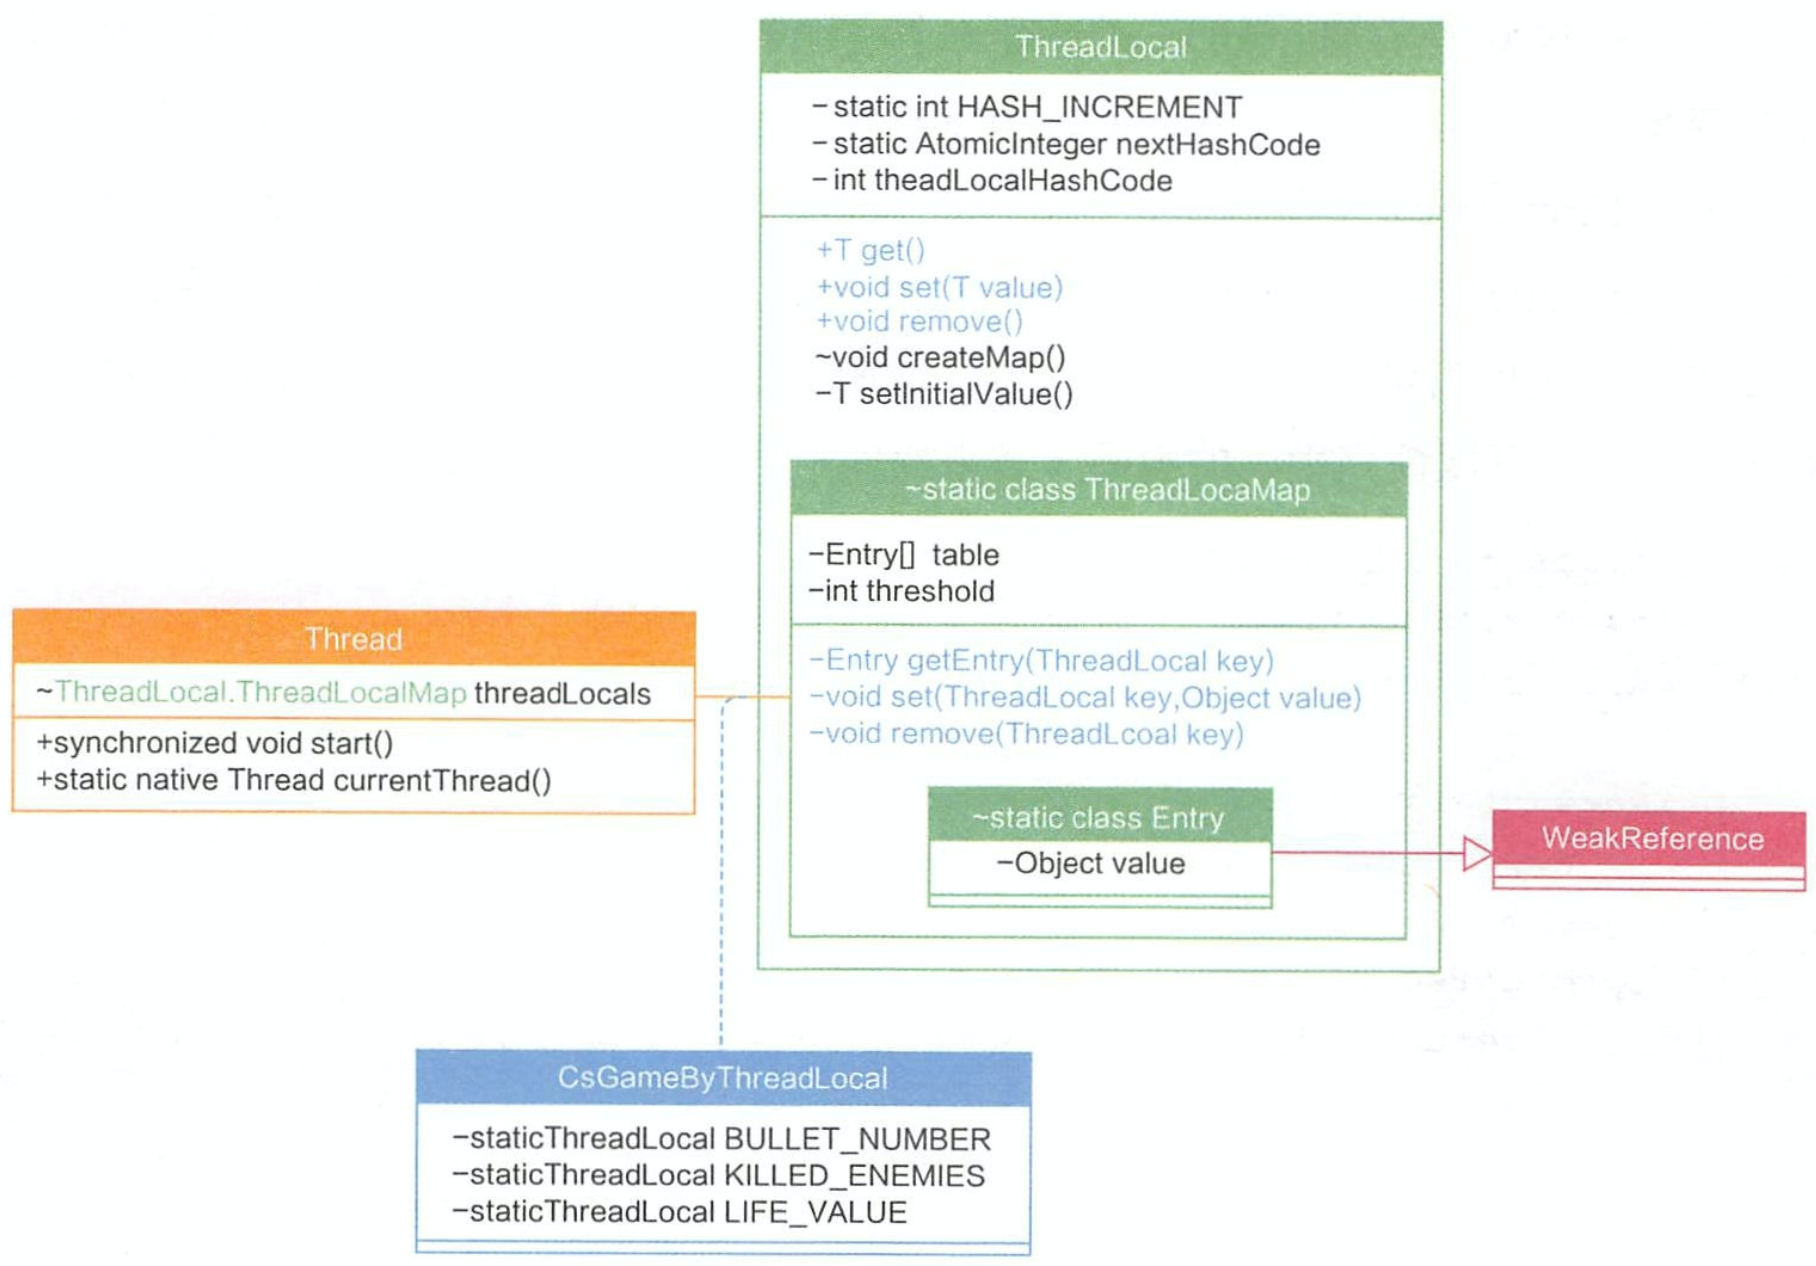 ThreadLocal
-static int HASH_INCREMENT
-static AtomicInteger nextHashCode
-int theadLocalHashCode
+T get()
+void set(T value)
+void remove()
~void createMap()
-T setInitialValue()
~static class ThreadLocaMap
-Entry[] table
-int threshold
-Entry getEntry(ThreadLocal key)
-void set(ThreadLocal key,Object value)
-void remove(ThreadLcoal key)
~static class Entry
-Object value
Thread
~ThreadLocal.ThreadLocalMap threadLocals
+synchronized void start()
+static native Thread currentThread()
WeakReference
CsGameByThreadLocal
-staticThreadLocal BULLET_NUMBER
-staticThreadLocal KILLED_ENEMIES
-staticThreadLocal LIFE_VALUE